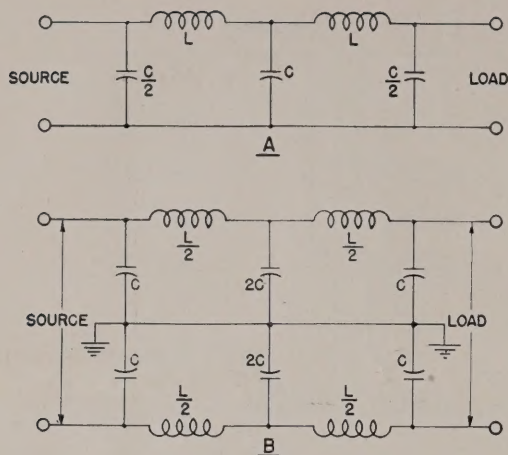 L L
SOURCE C/2 C C/2 LOAD
A
L/2 L/2
C 2C C
SOURCE LOAD
C 2C C
L/2 L/2
B